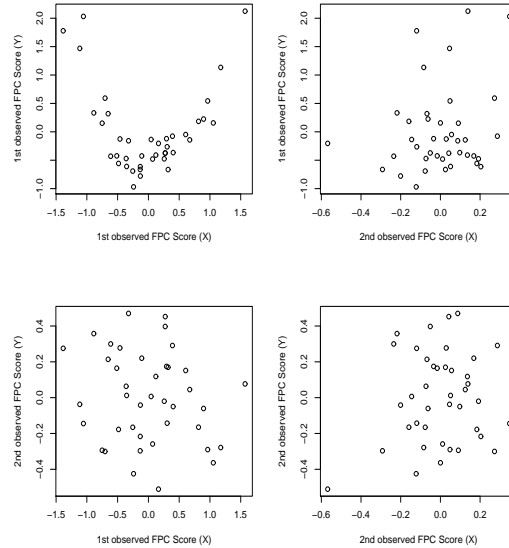 1st observed FPC Score (Y)
−1.0 0.0 0.5 1.0 1.5 2.0
−1.5 −1.0 −0.5 0.0 0.5 1.0 1.5
1st observed FPC Score (X)
1st observed FPC Score (Y)
−1.0 0.0 0.5 1.0 1.5 2.0
−0.6 −0.4 −0.2 0.0 0.2
2nd observed FPC Score (X)
2nd observed FPC Score (Y)
−0.4 −0.2 0.0 0.2 0.4
−1.5 −1.0 −0.5 0.0 0.5 1.0 1.5
1st observed FPC Score (X)
2nd observed FPC Score (Y)
−0.4 −0.2 0.0 0.2 0.4
−0.6 −0.4 −0.2 0.0 0.2
2nd observed FPC Score (X)